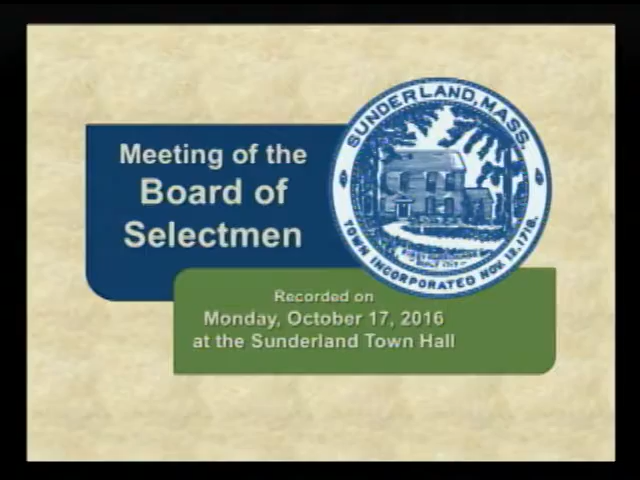 Meeting of the
Board of
Selectmen
SUNDERLAND, MASS.
TOWN INCORPORATED NOV. 12, 1718.
Recorded on
Monday, October 17, 2016
at the Sunderland Town Hall